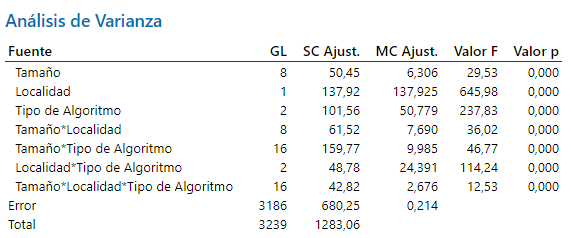 Análisis de Varianza
Fuente GL SC Ajust. MC Ajust. Valor F Valor p
Tamaño 8 50,45 6,306 29,53 0,000
Localidad 1 137,92 137,925 645,98 0,000
Tipo de Algoritmo 2 101,56 50,779 237,83 0,000
Tamaño*Localidad 8 61,52 7,690 36,02 0,000
Tamaño*Tipo de Algoritmo 16 159,77 9,985 46,77 0,000
Localidad*Tipo de Algoritmo 2 48,78 24,391 114,24 0,000
Tamaño*Localidad*Tipo de Algoritmo 16 42,82 2,676 12,53 0,000
Error 3186 680,25 0,214
Total 3239 1283,06